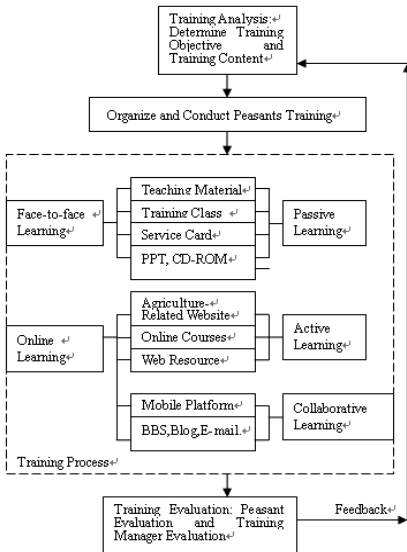 Training Analysis:
Determine Training
Objective and
Training Content
Organize and Conduct Peasants Training
Face-to-face
Learning
Teaching Material
Training Class
Service Card
PPT, CD-ROM
Passive
Learning
Online
Learning
Agriculture-
Related Website
Online Courses
Web Resource
Active
Learning
Mobile Platform
BBS,Blog,E-mail.
Collaborative
Learning
Training Process
Training Evaluation: Peasant
Evaluation and Training
Manager Evaluation
Feedback